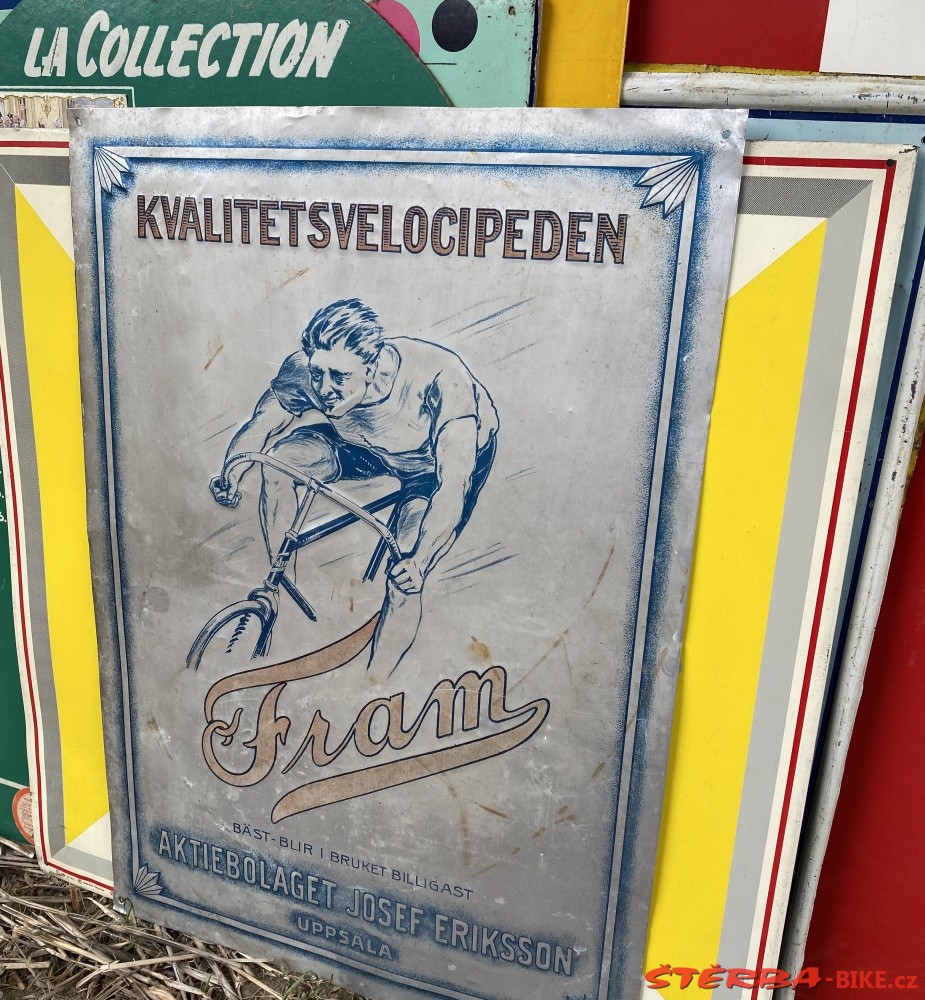 LA COLLECTION
KVALITETSVELOCIPEDEN
Fram
BÄST-BLIR I BRUKET BILLIGAST
AKTIEBOLAGET JOSEF ERIKSSON
UPPSALA
ŠTĚRBA-BIKE.cz